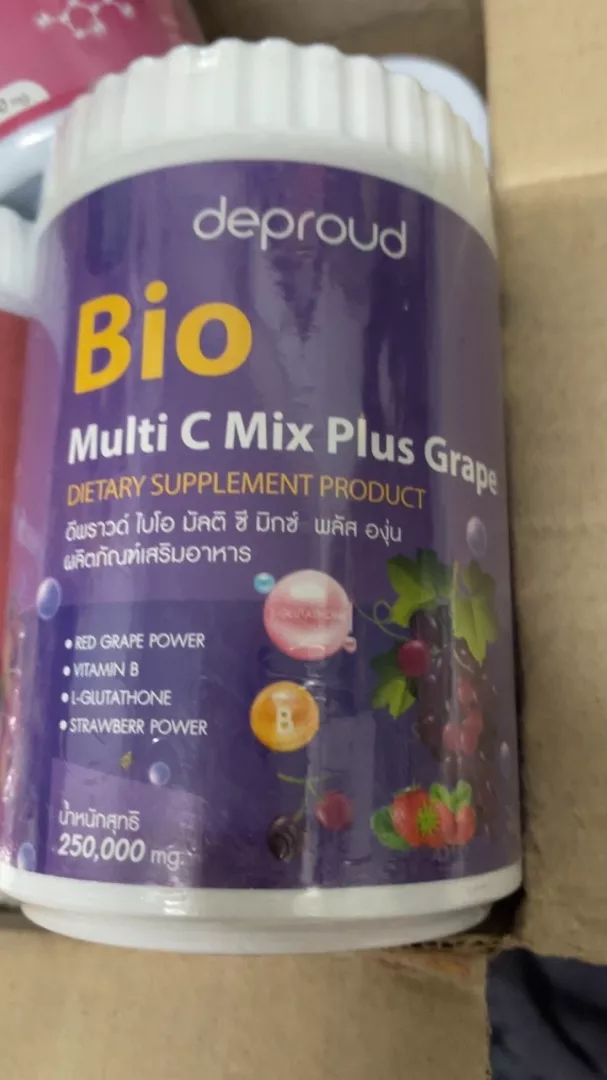 deproud
Bio
Multi C Mix Plus Grape
DIETARY SUPPLEMENT PRODUCT
ดีพราวด์ ไบโอ มัลติ ซี มิกซ์ พลัส องุ่น
ผลิตภัณฑ์เสริมอาหาร
• RED GRAPE POWER
• VITAMIN B
• L-GLUTATHONE
• STRAWBERR POWER
B
น้ำหนักสุทธิ
250,000 mg.